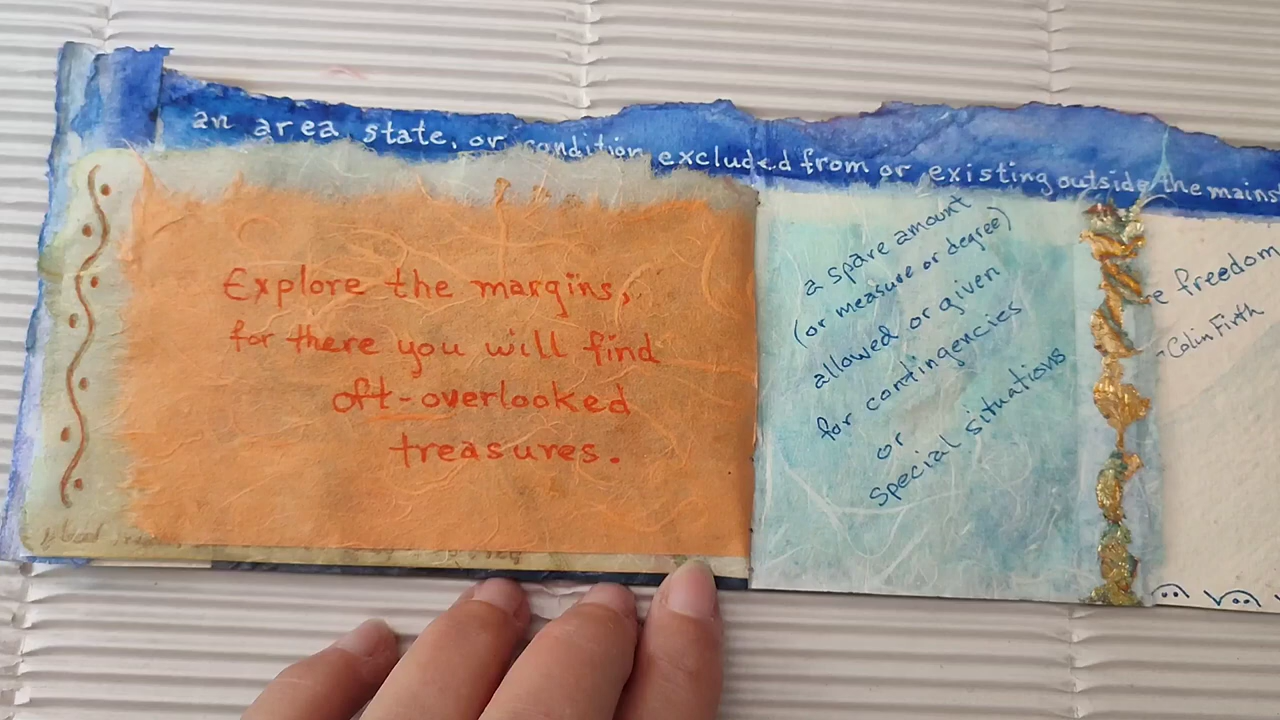 an area, state, or condition excluded from or existing outside the mains
Explore the margins,
for there you will find
oft-overlooked
treasures.
a spare amount
(or measure or degree)
allowed or given
for contingencies
or
special situations
e freedom
-Colin Firth